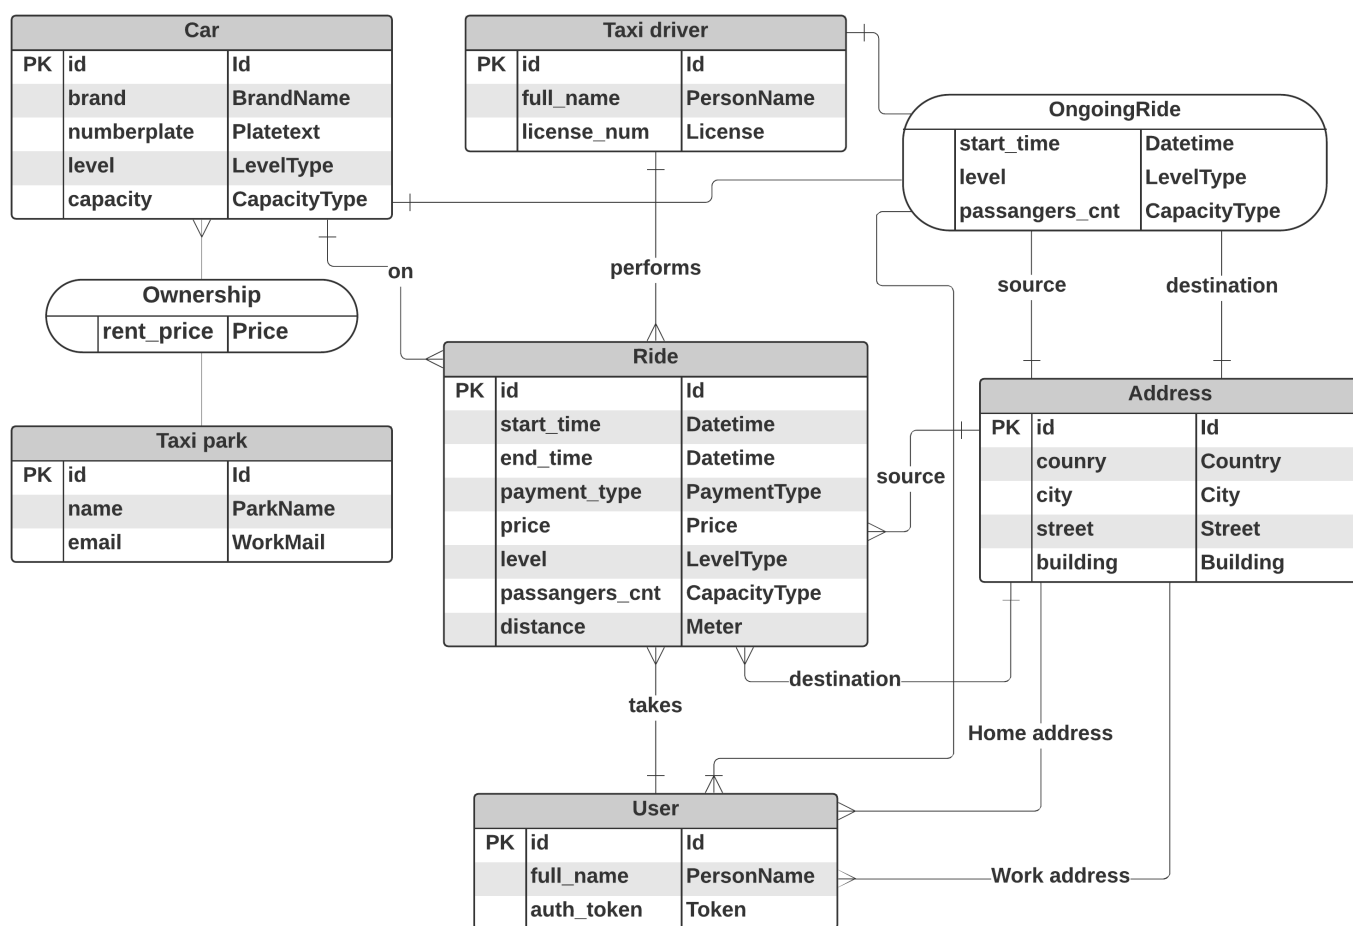 Car
PK id Id
brand BrandName
numberplate Platetext
level LevelType
capacity CapacityType
Taxi driver
PK id Id
full_name PersonName
license_num License
OngoingRide
start_time Datetime
level LevelType
passangers_cnt CapacityType
on
performs
source
destination
Ownership
rent_price Price
Taxi park
PK id Id
name ParkName
email WorkMail
Ride
PK id Id
start_time Datetime
end_time Datetime
payment_type PaymentType
price Price
level LevelType
passangers_cnt CapacityType
distance Meter
source
Address
PK id Id
counry Country
city City
street Street
building Building
destination
takes
Home address
User
PK id Id
full_name PersonName
auth_token Token
Work address